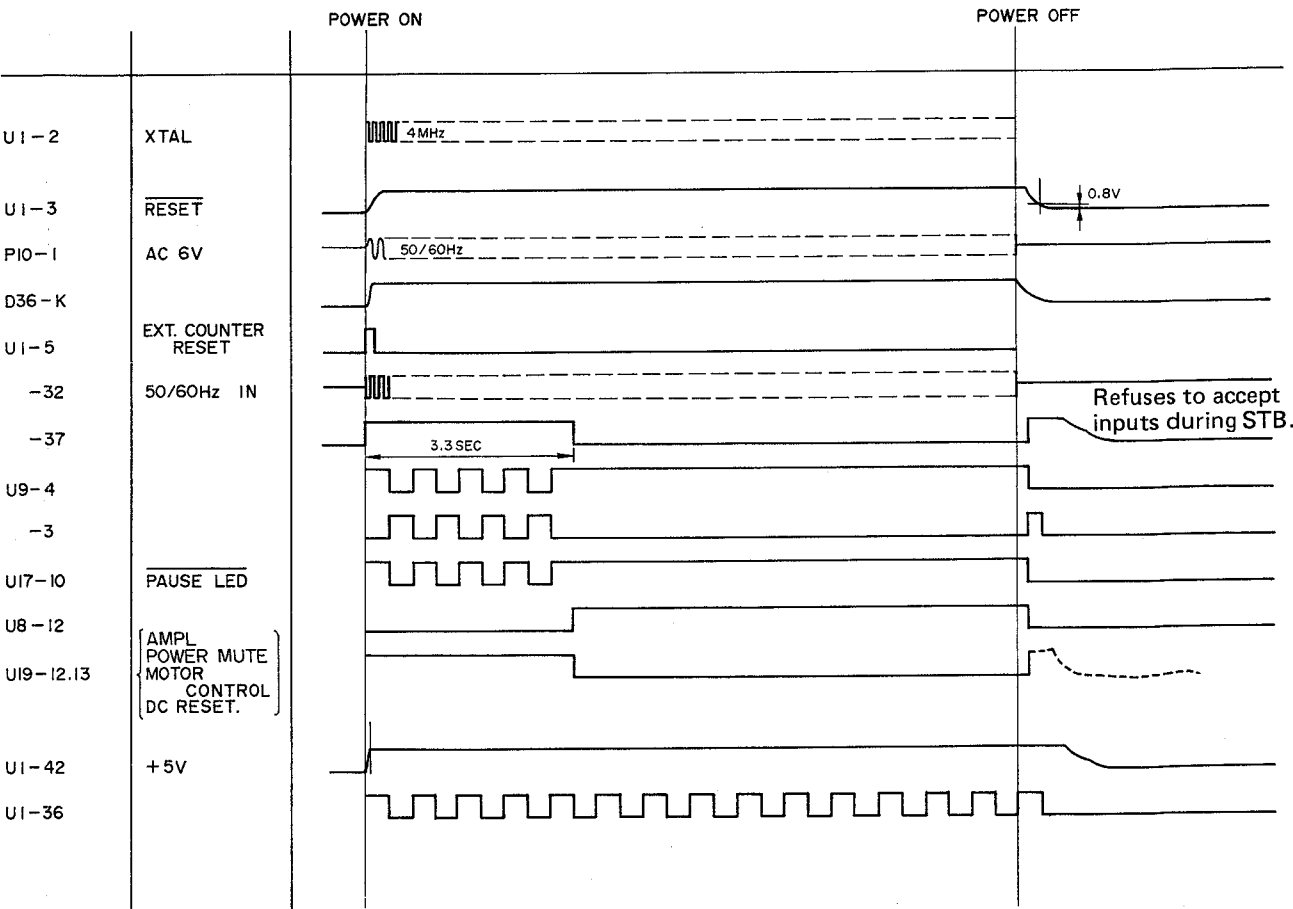 POWER ON
POWER OFF
U1-2 XTAL 4MHz
U1-3 RESET 0.8V
P10-1 AC 6V 50/60Hz
D36-K
U1-5 EXT. COUNTER
RESET
-32 50/60Hz IN
Refuses to accept
inputs during STB.
-37 3.3SEC
U9-4
-3
U17-10 PAUSE LED
U8-12
U19-12.13
AMPL
POWER MUTE
MOTOR
CONTROL
DC RESET.
U1-42 +5V
U1-36